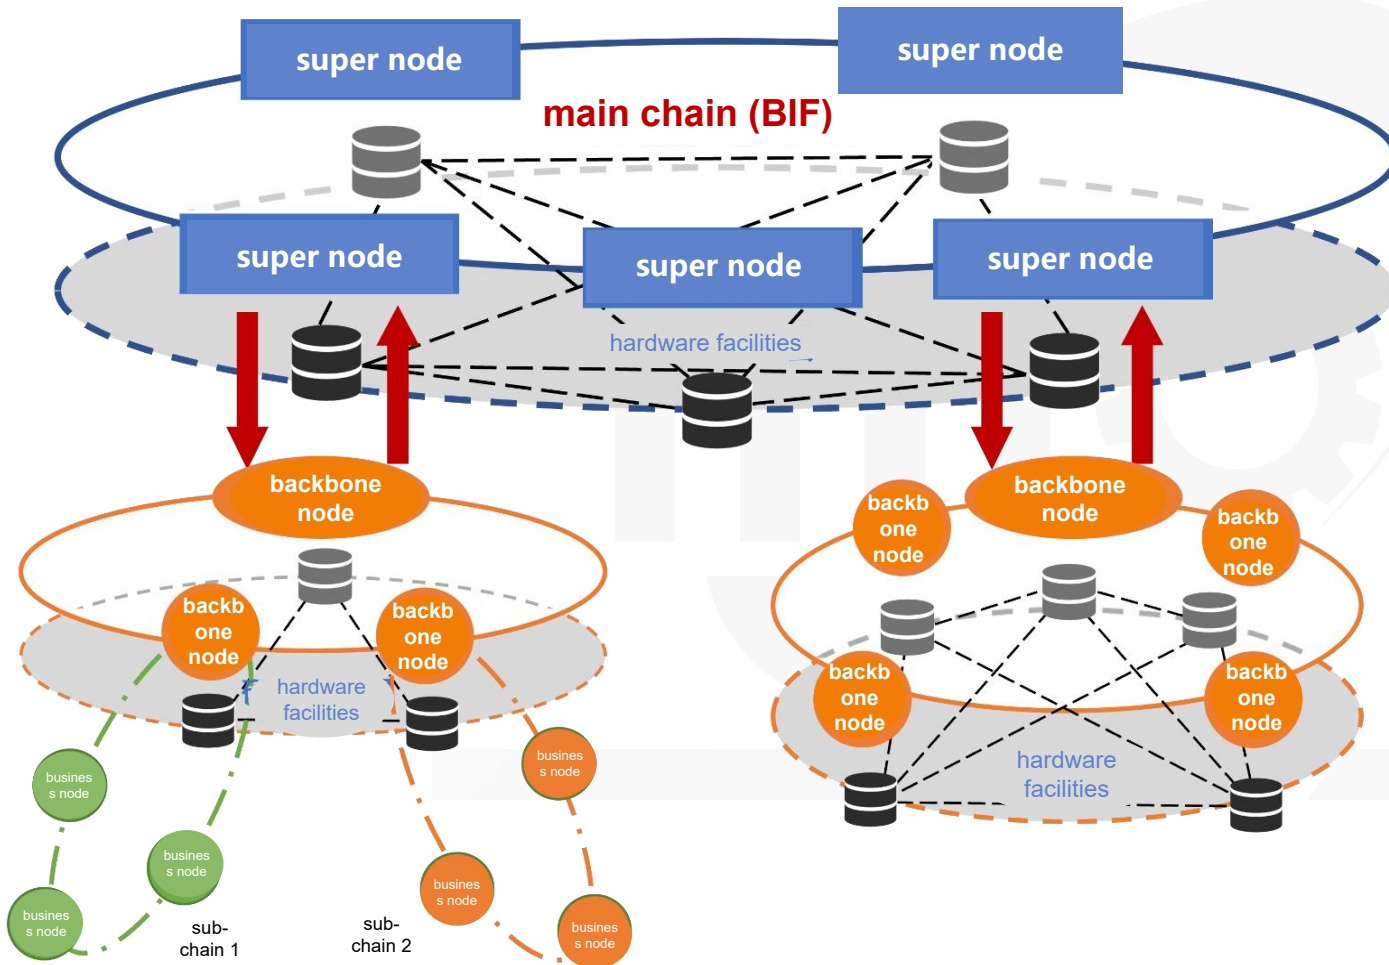 super node
super node
main chain (BIF)
super node
super node
super node
hardware facilities
backbone
node
backbone
node
backb
one
node
backb
one
node
backb
one
node
backb
one
node
backb
one
node
backb
one
node
hardware
facilities
hardware
facilities
busines
s node
busines
s node
busines
s node
busines
s node
busines
s node
busines
s node
sub-
chain 1
sub-
chain 2